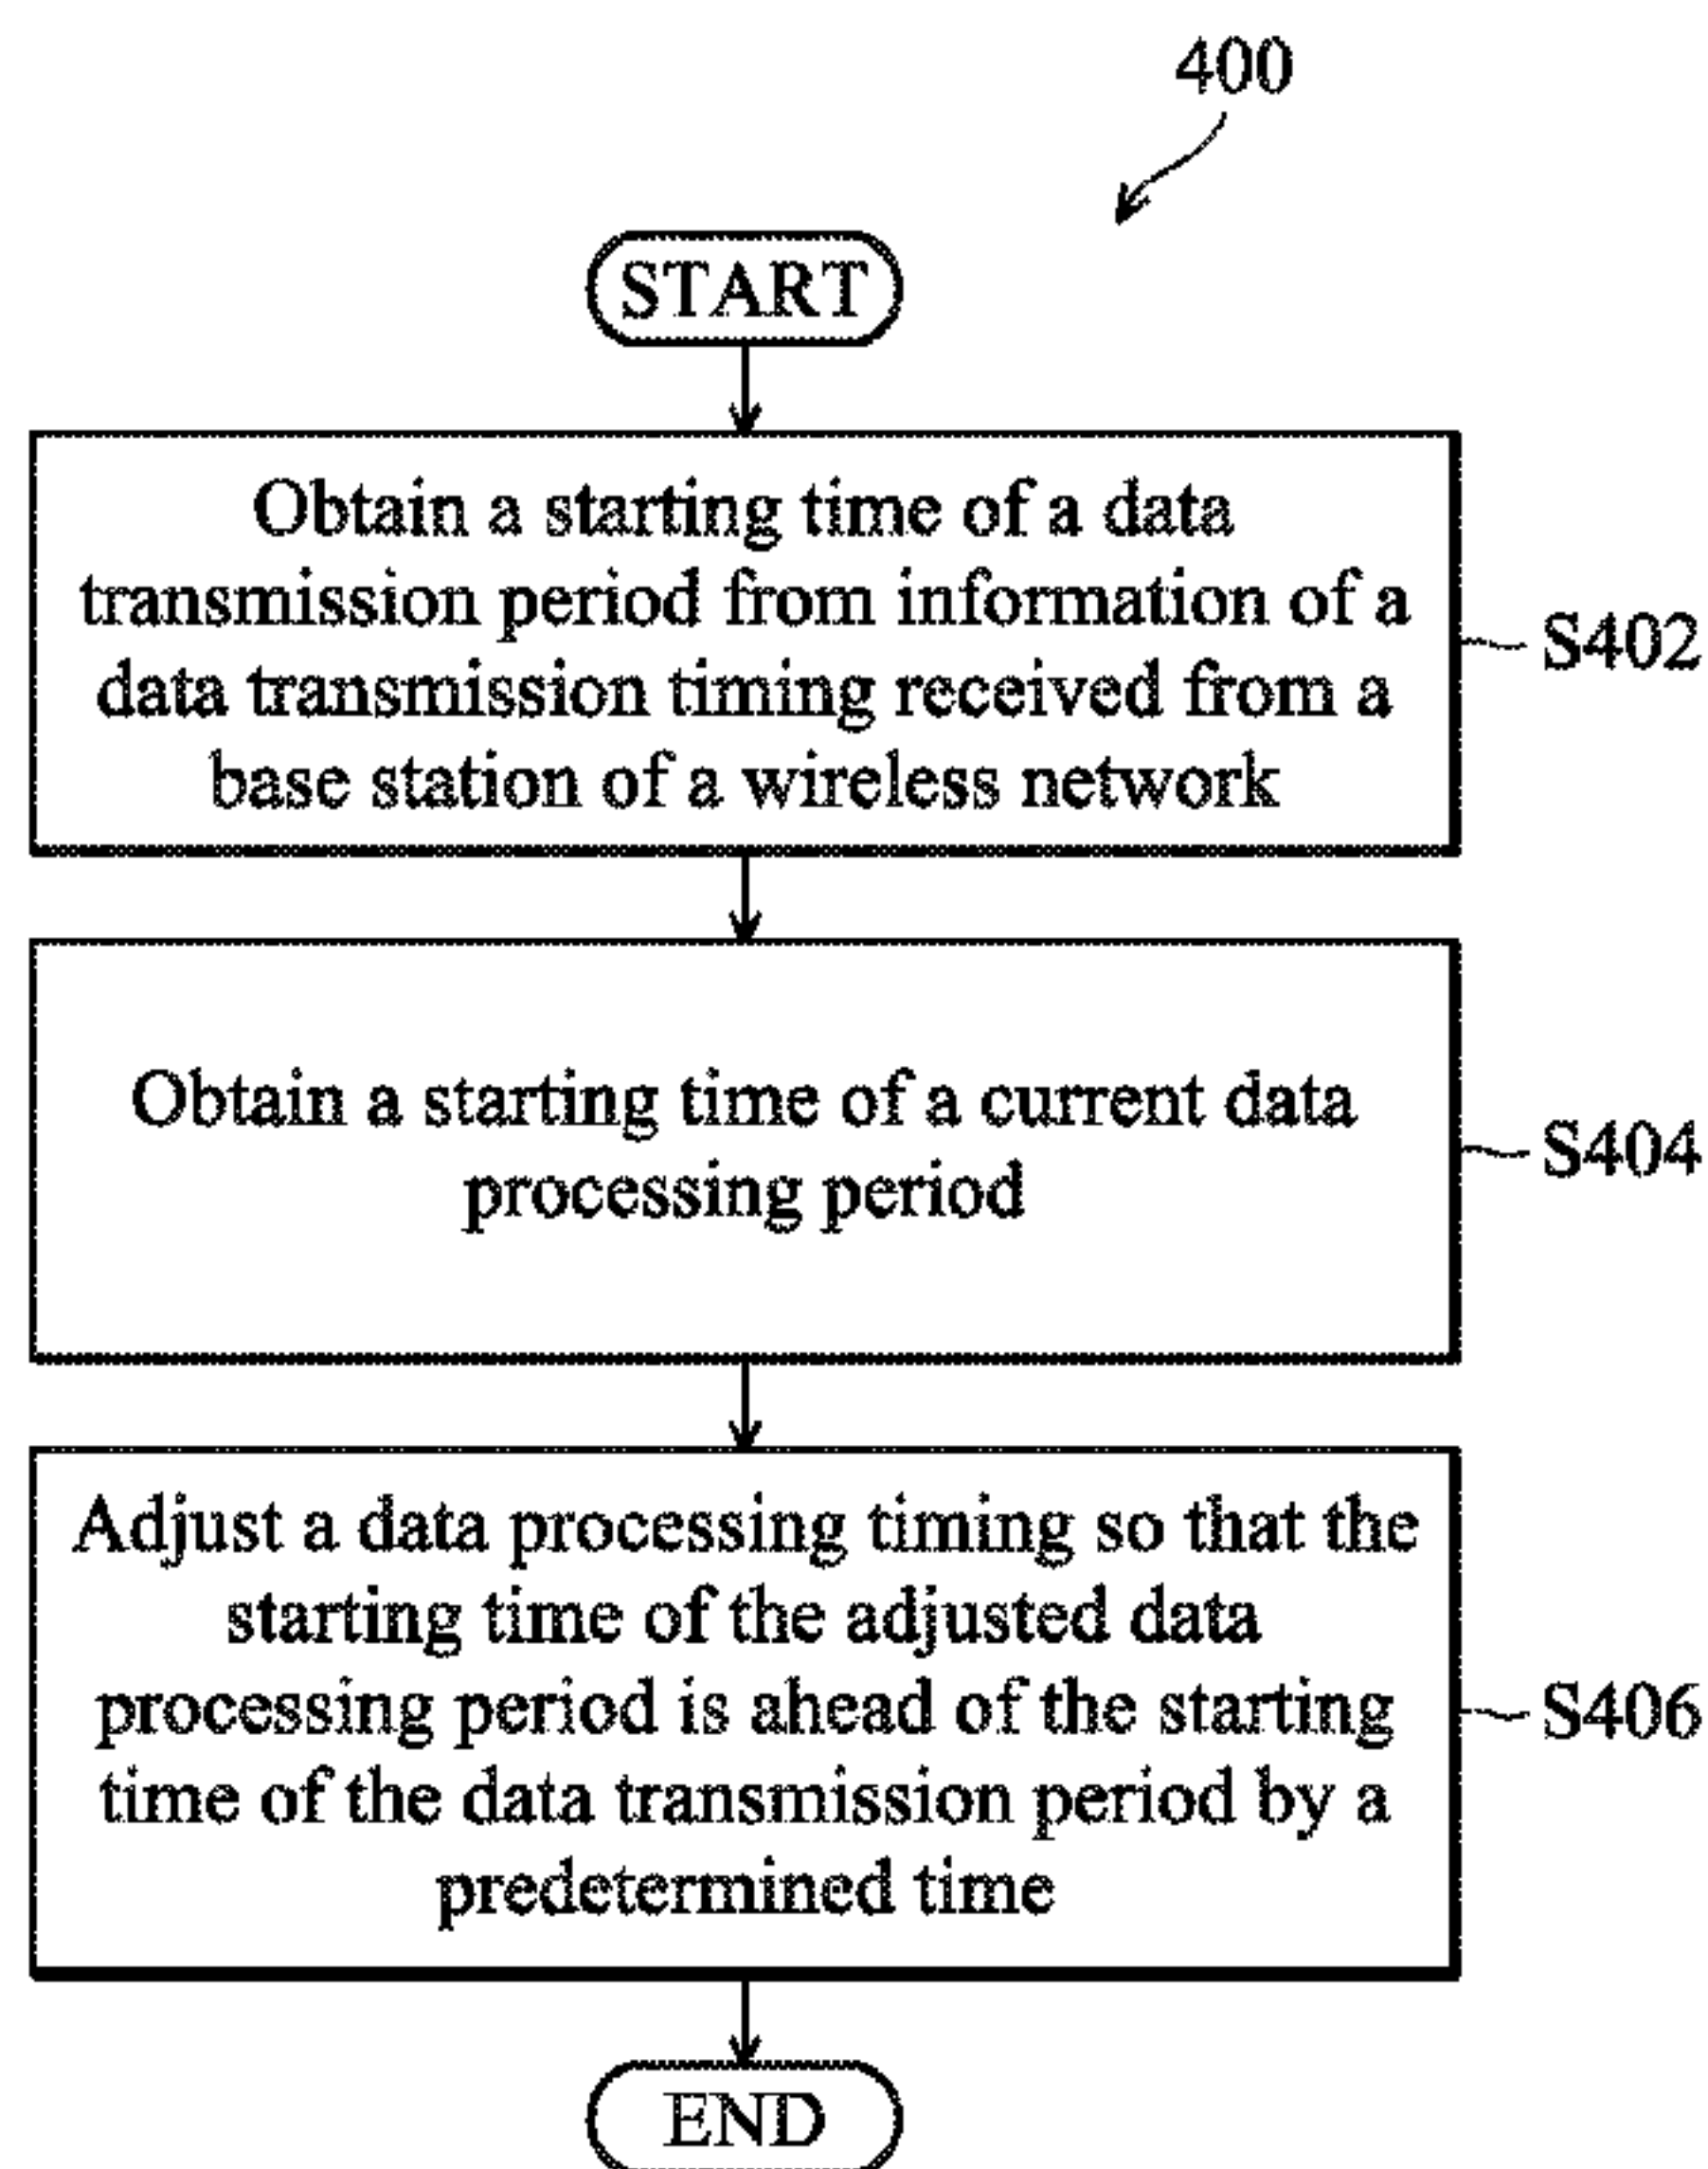 400
START
Obtain a starting time of a data
transmission period from information of a
data transmission timing received from a
base station of a wireless network
S402
Obtain a starting time of a current data
processing period
S404
Adjust a data processing timing so that the
starting time of the adjusted data
processing period is ahead of the starting
time of the data transmission period by a
predetermined time
S406
END